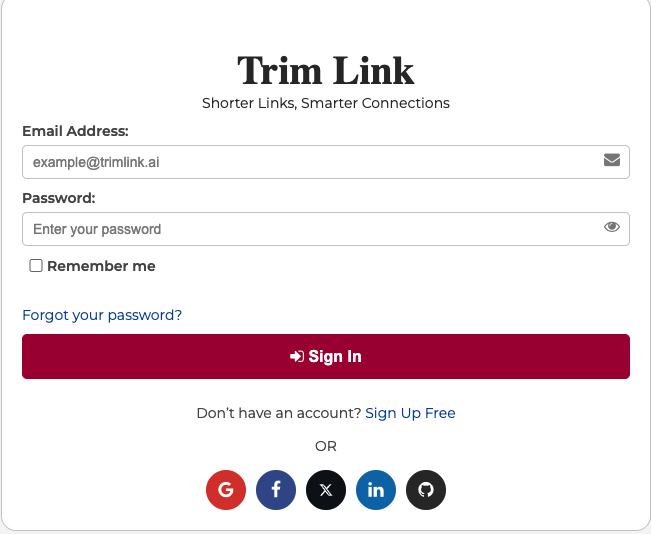 Trim Link
Shorter Links, Smarter Connections
Email Address:
example@trimlink.ai
Password:
Enter your password
Remember me
Forgot your password?
Sign In
Don’t have an account? Sign Up Free
OR